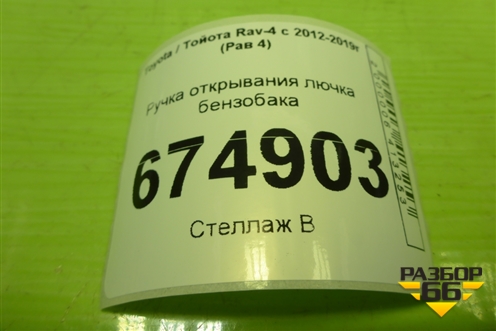 Toyota / Тойота Rav-4 с 2012-2019г
(Рав 4)
Ручка открывания лючка
бензобака
674903
Стеллаж В
РАЗБОР
66